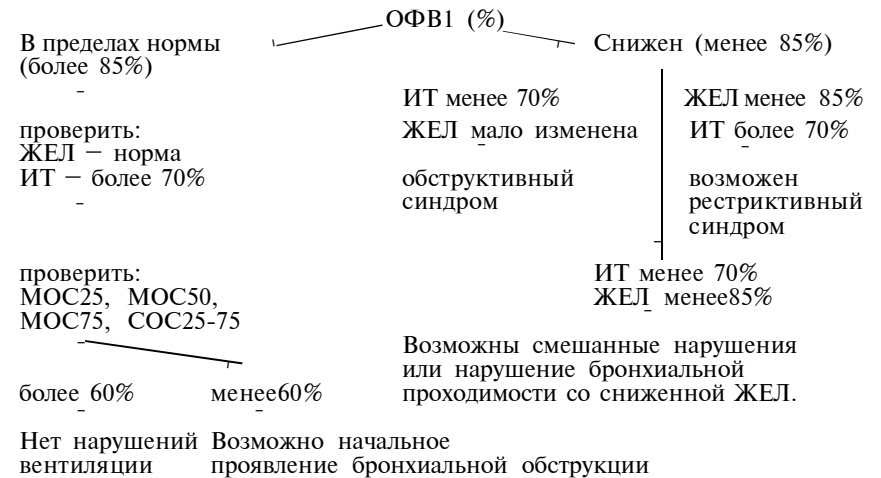 ОФВ1 (%)
В пределах нормы
(более 85%)
Снижен (менее 85%)
ИТ менее 70%
ЖЕЛ менее 85%
проверить:
ЖЕЛ мало изменена
ИТ более 70%
ЖЕЛ – норма
ИТ – более 70%
обструктивный
синдром
возможен
рестриктивный
синдром
проверить:
МОС25, МОС50,
МОС75, СОС25-75
ИТ менее 70%
ЖЕЛ менее85%
Возможны смешанные нарушения
или нарушение бронхиальной
проходимости со сниженной ЖЕЛ.
более 60%
менее60%
Нет нарушений
вентиляции
Возможно начальное
проявление бронхиальной обструкции